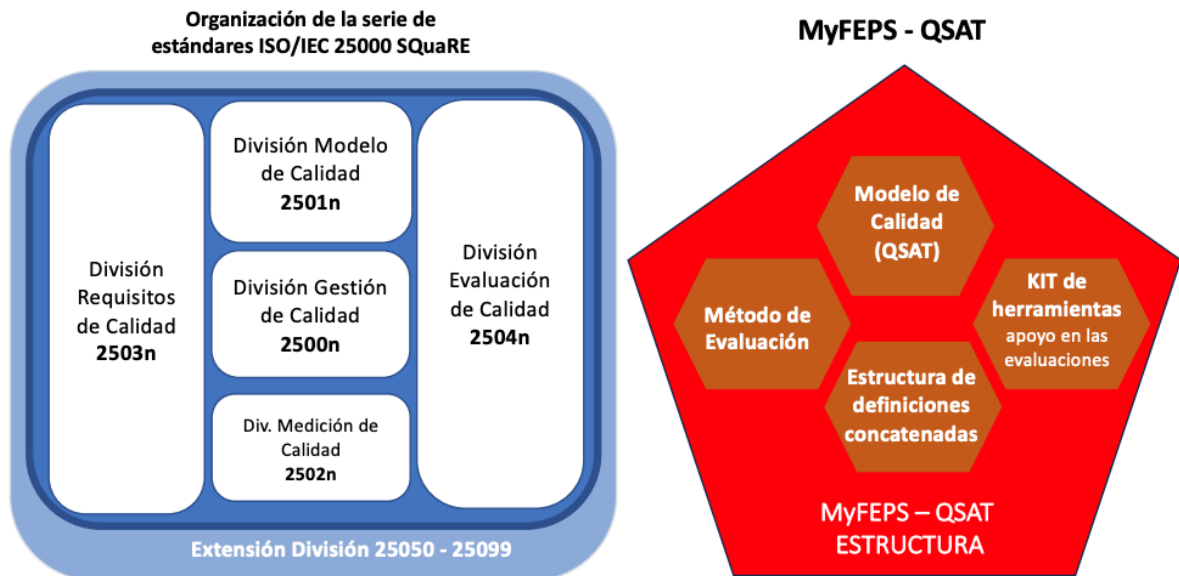 Organización de la serie de
estándares ISO/IEC 25000 SQuaRE
División
Requisitos
de Calidad
2503n
División Modelo
de Calidad
2501n
División Gestión
de Calidad
2500n
Div. Medición de
Calidad
2502n
División
Evaluación
de Calidad
2504n
Extensión División 25050 - 25099
MyFEPS - QSAT
Modelo de
Calidad
(QSAT)
Método de
Evaluación
KIT de
herramientas
apoyo en las
evaluaciones
Estructura de
definiciones
concatenadas
MyFEPS – QSAT
ESTRUCTURA